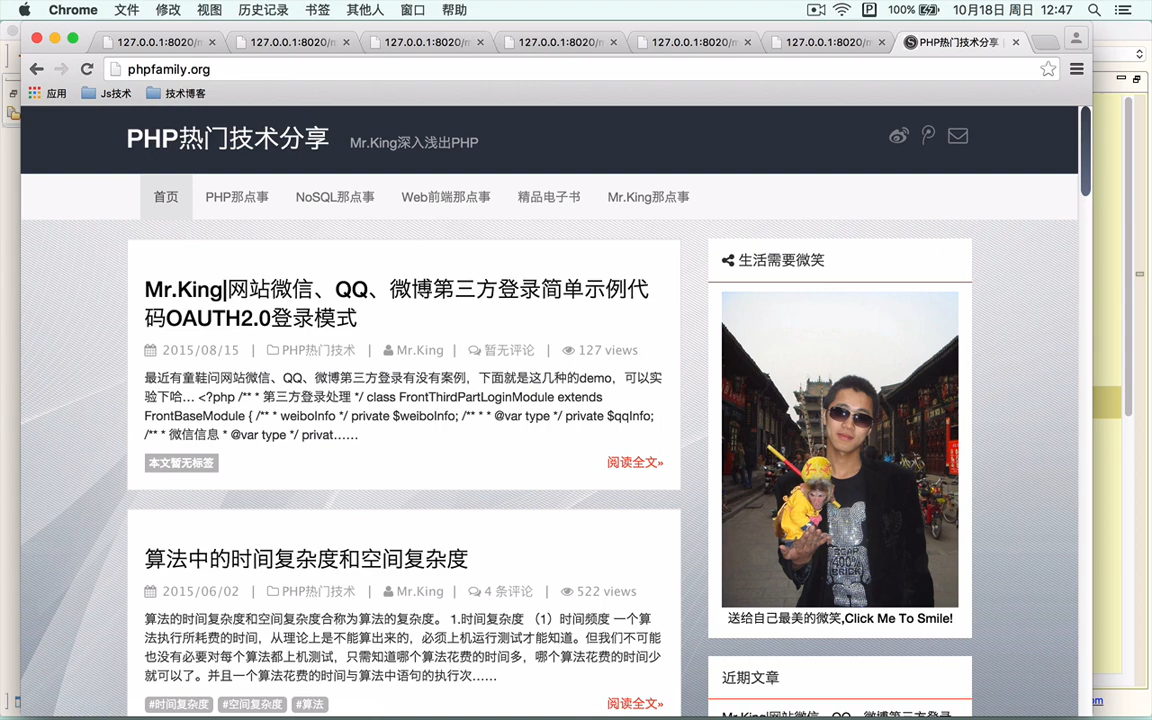 Chrome 文件 修改 视图 历史记录 书签 其他人 窗口 帮助 100% 10月18日 周日 12:47
127.0.0.1:8020/ 127.0.0.1:8020/ 127.0.0.1:8020/ 127.0.0.1:8020/ 127.0.0.1:8020/ 127.0.0.1:8020/ PHP热门技术分享
phpfamily.org
应用 Js技术 技术博客
PHP热门技术分享 Mr.King深入浅出PHP
首页 PHP那点事 NoSQL那点事 Web前端那点事 精品电子书 Mr.King那点事
Mr.King|网站微信、QQ、微博第三方登录简单示例代
码OAUTH2.0登录模式
2015/08/15 | PHP热门技术 | Mr.King | 暂无评论 | 127 views
最近有童鞋问网站微信、QQ、微博第三方登录有没有案例，下面就是这几种的demo，可以实
验下哈... <?php /** * 第三方登录处理 */ class FrontThirdPartLoginModule extends
FrontBaseModule { /** * weiboInfo */ private $weiboInfo; /** * * @var type */ private $qqInfo;
/** * 微信信息 * @var type */ privat……
本文暂无标签
阅读全文»
算法中的时间复杂度和空间复杂度
2015/06/02 | PHP热门技术 | Mr.King | 4 条评论 | 522 views
算法的时间复杂度和空间复杂度合称为算法的复杂度。 1.时间复杂度 （1）时间频度 一个算
法执行所耗费的时间，从理论上是不能算出来的，必须上机运行测试才能知道。但我们不可能
也没有必要对每个算法都上机测试，只需知道哪个算法花费的时间多，哪个算法花费的时间少
就可以了。并且一个算法花费的时间与算法中语句的执行次……
#时间复杂度 #空间复杂度 #算法
阅读全文»
生活需要微笑
400%
BRICK
送给自己最美的微笑,Click Me To Smile!
近期文章
Mr.King|网站微信、QQ、微博第三方登录
om